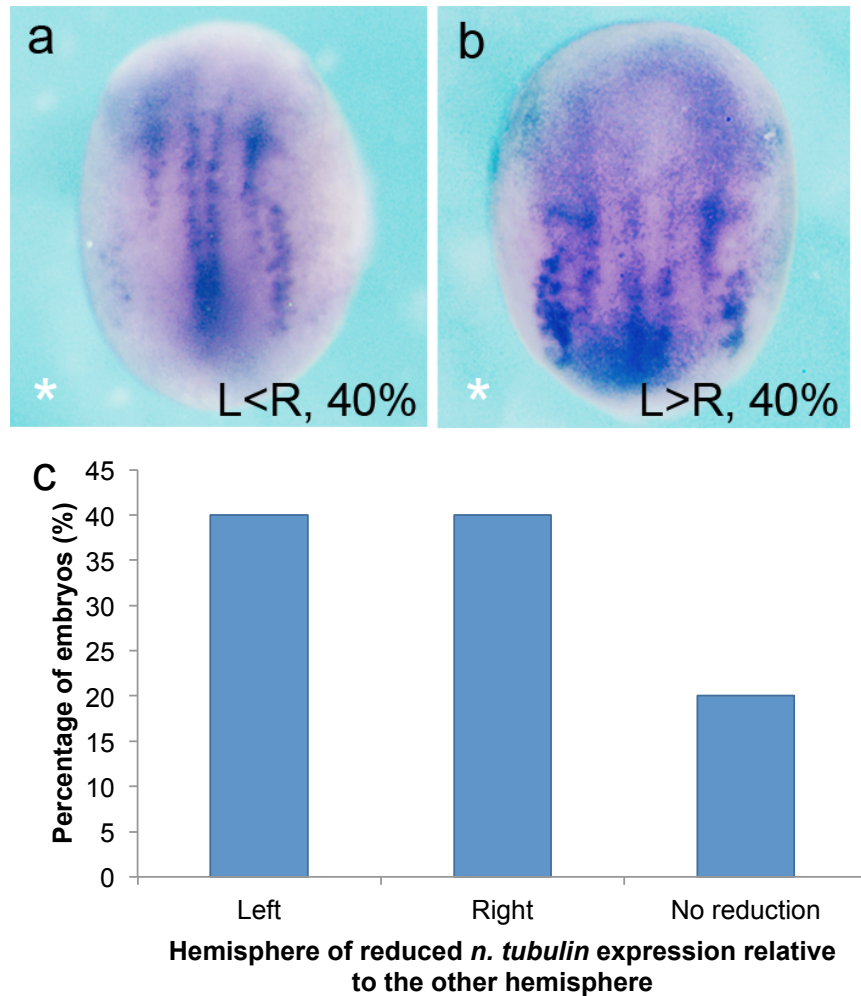 a
* L<R, 40%
b
* L>R, 40%
c
Percentage of embryos (%)
45
40
35
30
25
20
15
10
5
0
Left Right No reduction
Hemisphere of reduced n. tubulin expression relative
to the other hemisphere